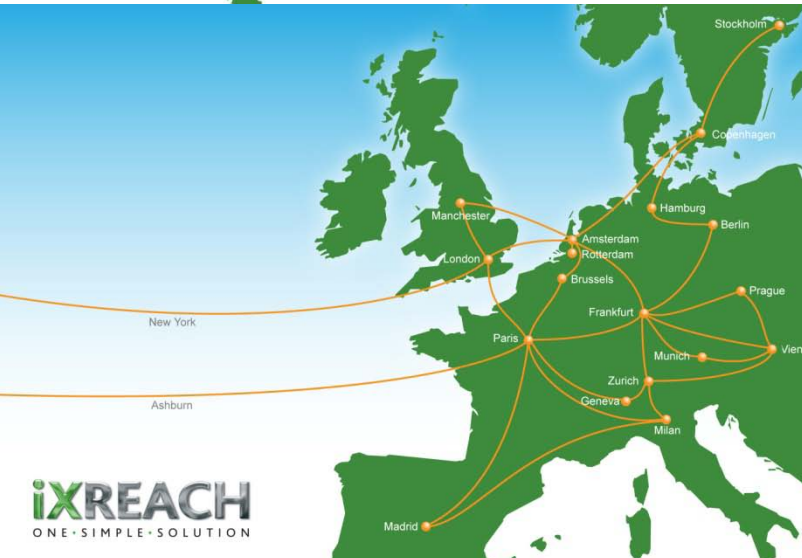 Stockholm
Copenhagen
Hamburg
Manchester
Berlin
Amsterdam
Rotterdam
London
Brussels
Prague
Frankfurt
New York
Paris
Vien
Munich
Zurich
Geneva
Ashburn
Milan
iXREACH
ONE·SIMPLE·SOLUTION
Madrid